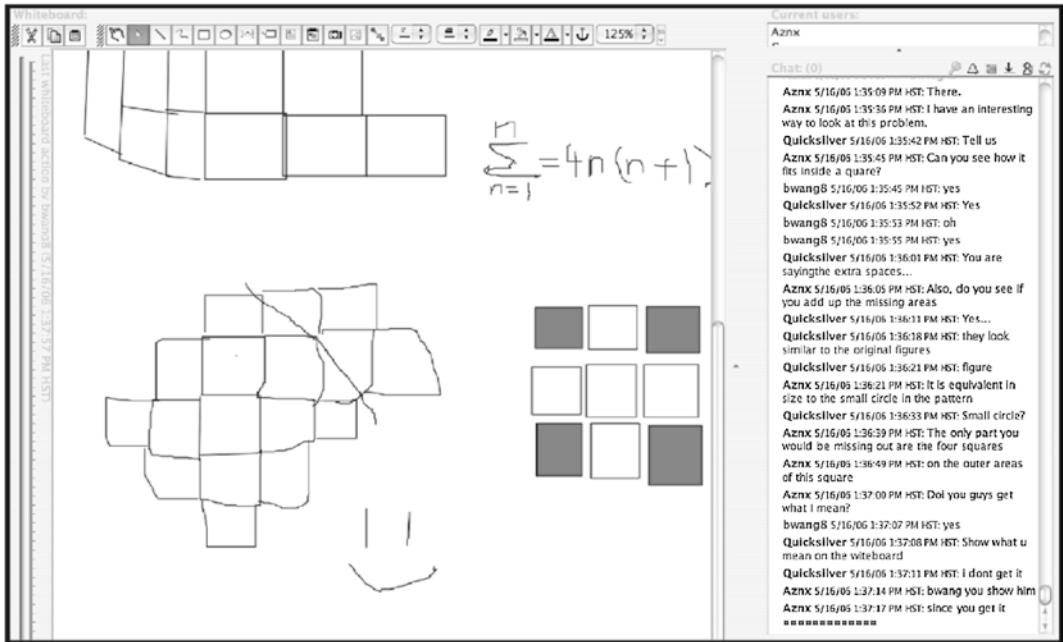 Whiteboard:
Current users:
Aznx
125%
Chat: (0)
Last whiteboard action by bwang8 (5/16/06 1:37:57 PM HST)
n
∑ =4n(n+1)
n=1
Aznx 5/16/06 1:35:09 PM HST: There.
Aznx 5/16/06 1:35:36 PM HST: I have an interesting
way to look at this problem.
Quicksilver 5/16/06 1:35:42 PM HST: Tell us
Aznx 5/16/06 1:35:45 PM HST: Can you see how it
fits inside a quare?
bwang8 5/16/06 1:35:45 PM HST: yes
Quicksilver 5/16/06 1:35:52 PM HST: Yes
bwang8 5/16/06 1:35:53 PM HST: oh
bwang8 5/16/06 1:35:55 PM HST: yes
Quicksilver 5/16/06 1:36:01 PM HST: You are
sayingthe extra spaces...
Aznx 5/16/06 1:36:05 PM HST: Also, do you see if
you add up the missing areas
Quicksilver 5/16/06 1:36:11 PM HST: Yes...
Quicksilver 5/16/06 1:36:18 PM HST: they look
similar to the original figures
Quicksilver 5/16/06 1:36:21 PM HST: figure
Aznx 5/16/06 1:36:21 PM HST: It is equivalent in
size to the small circle in the pattern
Quicksilver 5/16/06 1:36:33 PM HST: Small circle?
Aznx 5/16/06 1:36:39 PM HST: The only part you
would be missing out are the four squares
Aznx 5/16/06 1:36:49 PM HST: on the outer areas
of this square
Aznx 5/16/06 1:37:00 PM HST: Doi you guys get
what I mean?
bwang8 5/16/06 1:37:07 PM HST: yes
Quicksilver 5/16/06 1:37:08 PM HST: Show what u
mean on the witeboard
Quicksilver 5/16/06 1:37:11 PM HST: i dont get it
Aznx 5/16/06 1:37:14 PM HST: bwang you show him
Aznx 5/16/06 1:37:17 PM HST: since you get it